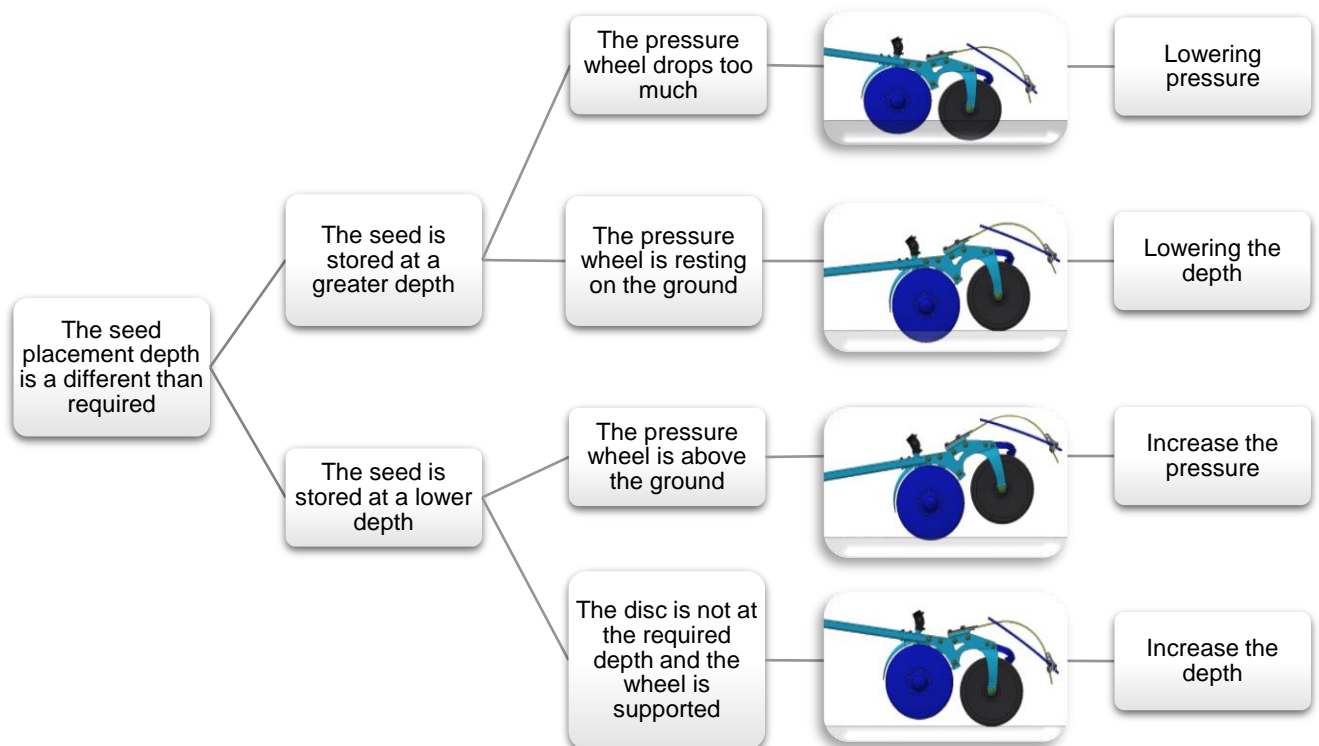 The seed
placement depth
is a different than
required
The seed is
stored at a
greater depth
The pressure
wheel drops too
much
Lowering
pressure
The pressure
wheel is resting
on the ground
Lowering the
depth
The seed is
stored at a lower
depth
The pressure
wheel is above
the ground
Increase the
pressure
The disc is not at
the required
depth and the
wheel is
supported
Increase the
depth